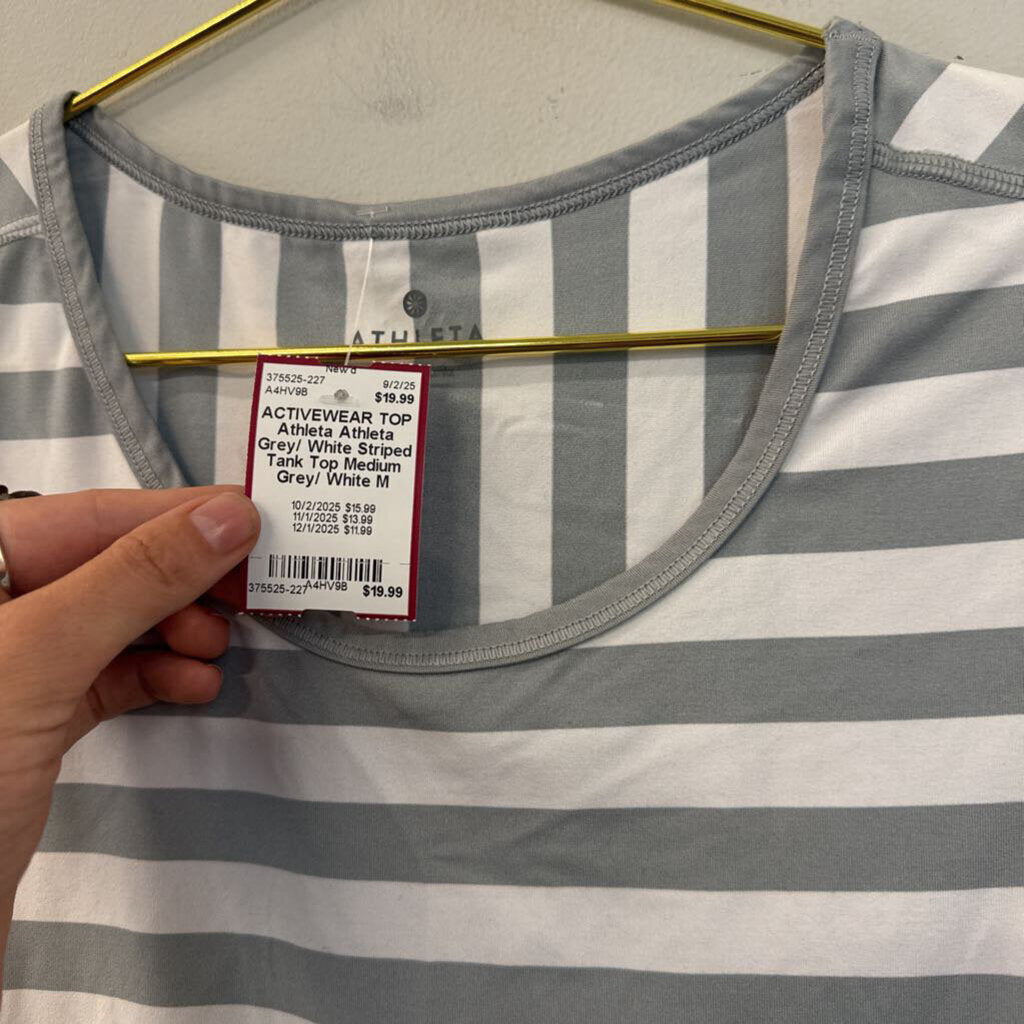 ATHLETA
New d
375525-227
9/2/25
A4HV9B
$19.99
ACTIVEWEAR TOP
Athleta Athleta
Grey/ White Striped
Tank Top Medium
Grey/ White M
10/2/2025 $15.99
11/1/2025 $13.99
12/1/2025 $11.99
375525-227 A4HV9B $19.99